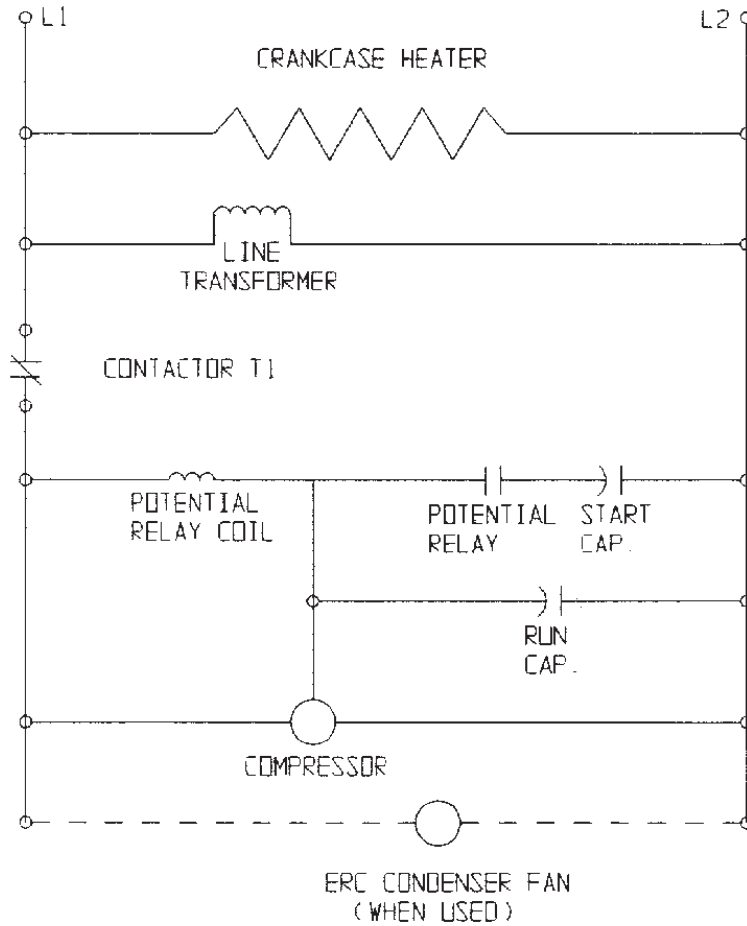 L1
L2
CRANKCASE HEATER
LINE
TRANSFORMER
CONTACTOR T1
POTENTIAL
RELAY COIL
POTENTIAL
RELAY
START
CAP.
RUN
CAP.
COMPRESSOR
ERC CONDENSER FAN
(WHEN USED)